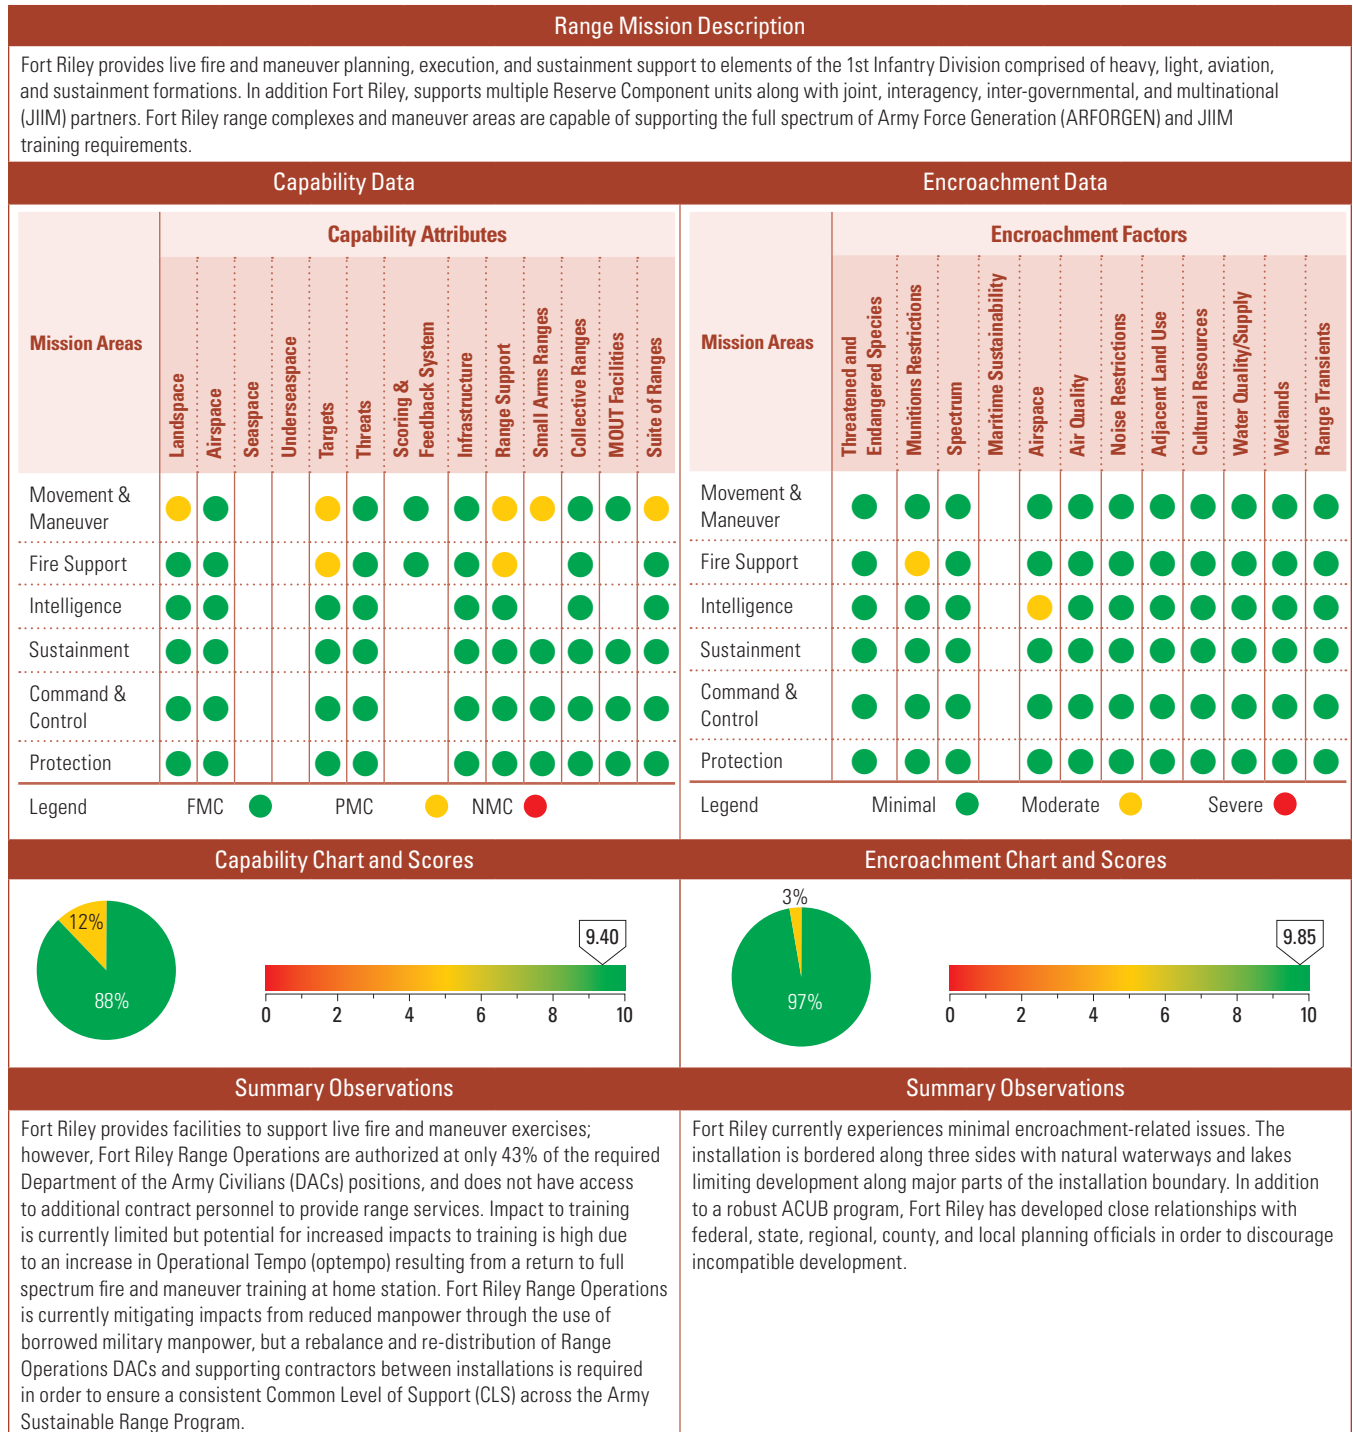 Range Mission Description
Fort Riley provides live fire and maneuver planning, execution, and sustainment support to elements of the 1st Infantry Division comprised of heavy, light, aviation,
and sustainment formations. In addition Fort Riley, supports multiple Reserve Component units along with joint, interagency, inter-governmental, and multinational
(JIIM) partners. Fort Riley range complexes and maneuver areas are capable of supporting the full spectrum of Army Force Generation (ARFORGEN) and JIIM
training requirements.
Capability Data
Mission Areas
Capability Attributes
Landspace
Airspace
Seaspace
Underseaspace
Targets
Threats
Scoring &
Feedback System
Infrastructure
Range Support
Small Arms Ranges
Collective Ranges
MOUT Facilities
Suite of Ranges
Movement &
Maneuver
Fire Support
Intelligence
Sustainment
Command &
Control
Protection
Legend FMC PMC NMC
Encroachment Data
Mission Areas
Encroachment Factors
Threatened and
Endangered Species
Munitions Restrictions
Spectrum
Maritime Sustainability
Airspace
Air Quality
Noise Restrictions
Adjacent Land Use
Cultural Resources
Water Quality/Supply
Wetlands
Range Transients
Movement &
Maneuver
Fire Support
Intelligence
Sustainment
Command &
Control
Protection
Legend Minimal Moderate Severe
Capability Chart and Scores
12%
88%
9.40
0 2 4 6 8 10
Encroachment Chart and Scores
3%
97%
9.85
0 2 4 6 8 10
Summary Observations
Fort Riley provides facilities to support live fire and maneuver exercises;
however, Fort Riley Range Operations are authorized at only 43% of the required
Department of the Army Civilians (DACs) positions, and does not have access
to additional contract personnel to provide range services. Impact to training
is currently limited but potential for increased impacts to training is high due
to an increase in Operational Tempo (optempo) resulting from a return to full
spectrum fire and maneuver training at home station. Fort Riley Range Operations
is currently mitigating impacts from reduced manpower through the use of
borrowed military manpower, but a rebalance and re-distribution of Range
Operations DACs and supporting contractors between installations is required
in order to ensure a consistent Common Level of Support (CLS) across the Army
Sustainable Range Program.
Summary Observations
Fort Riley currently experiences minimal encroachment-related issues. The
installation is bordered along three sides with natural waterways and lakes
limiting development along major parts of the installation boundary. In addition
to a robust ACUB program, Fort Riley has developed close relationships with
federal, state, regional, county, and local planning officials in order to discourage
incompatible development.